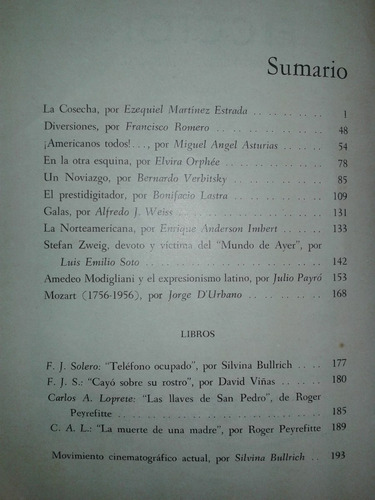 Sumario
La Cosecha, por Ezequiel Martínez Estrada . . . . . . . . 1
Diversiones, por Francisco Romero . . . . . . . . . . 48
¡Americanos todos!..., por Miguel Angel Asturias . . . . 54
En la otra esquina, por Elvira Orphée . . . . . . . . . 78
Un Noviazgo, por Bernardo Verbitsky . . . . . . . . . 85
El prestidigitador, por Bonifacio Lastra . . . . . . . . 109
Galas, por Alfredo J. Weiss . . . . . . . . . . . . 131
La Norteamericana, por Enrique Anderson Imbert . . . . 133
Stefan Zweig, devoto y víctima del "Mundo de Ayer", por
Luis Emilio Soto . . . . . . . . . . . . . . . 142
Amedeo Modigliani y el expresionismo latino, por Julio Payró 153
Mozart (1756-1956), por Jorge D'Urbano . . . . . . . . 168
LIBROS
F. J. Solero: "Teléfono ocupado", por Silvina Bullrich . . . . 177
F. J. S.: "Cayó sobre su rostro", por David Viñas . . . . . 180
Carlos A. Loprete: "Las llaves de San Pedro", de Roger
Peyrefitte . . . . . . . . . . . . . . . . . 185
C. A. L.: "La muerte de una madre", por Roger Peyrefitte 189
Movimiento cinematográfico actual, por Silvina Bullrich . . 193